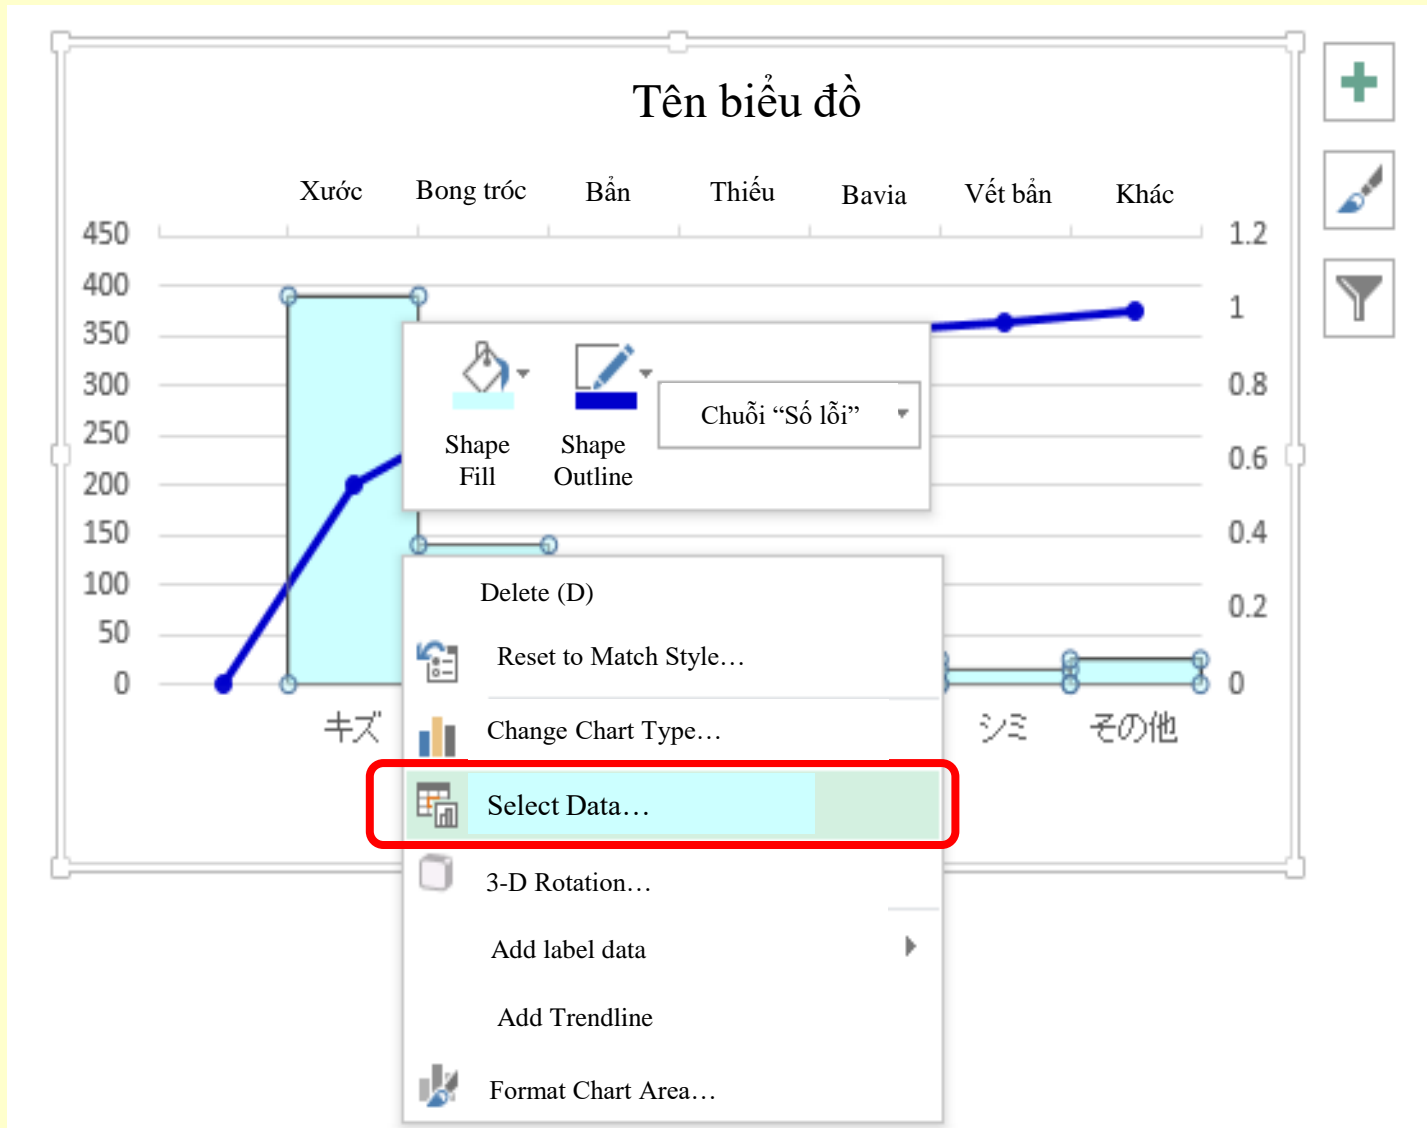 Tên biểu đồ
Xước Bong tróc Bẩn Thiếu Bavia Vết bẩn Khác
450 1.2
400
350 1
300 0.8
250
200 0.6
150 0.4
100
50 0.2
0 0
Chuỗi “Số lỗi”
Shape Fill
Shape Outline
キズ シミ その他
Delete (D)
Reset to Match Style…
Change Chart Type…
Select Data…
3-D Rotation…
Add label data
Add Trendline
Format Chart Area…